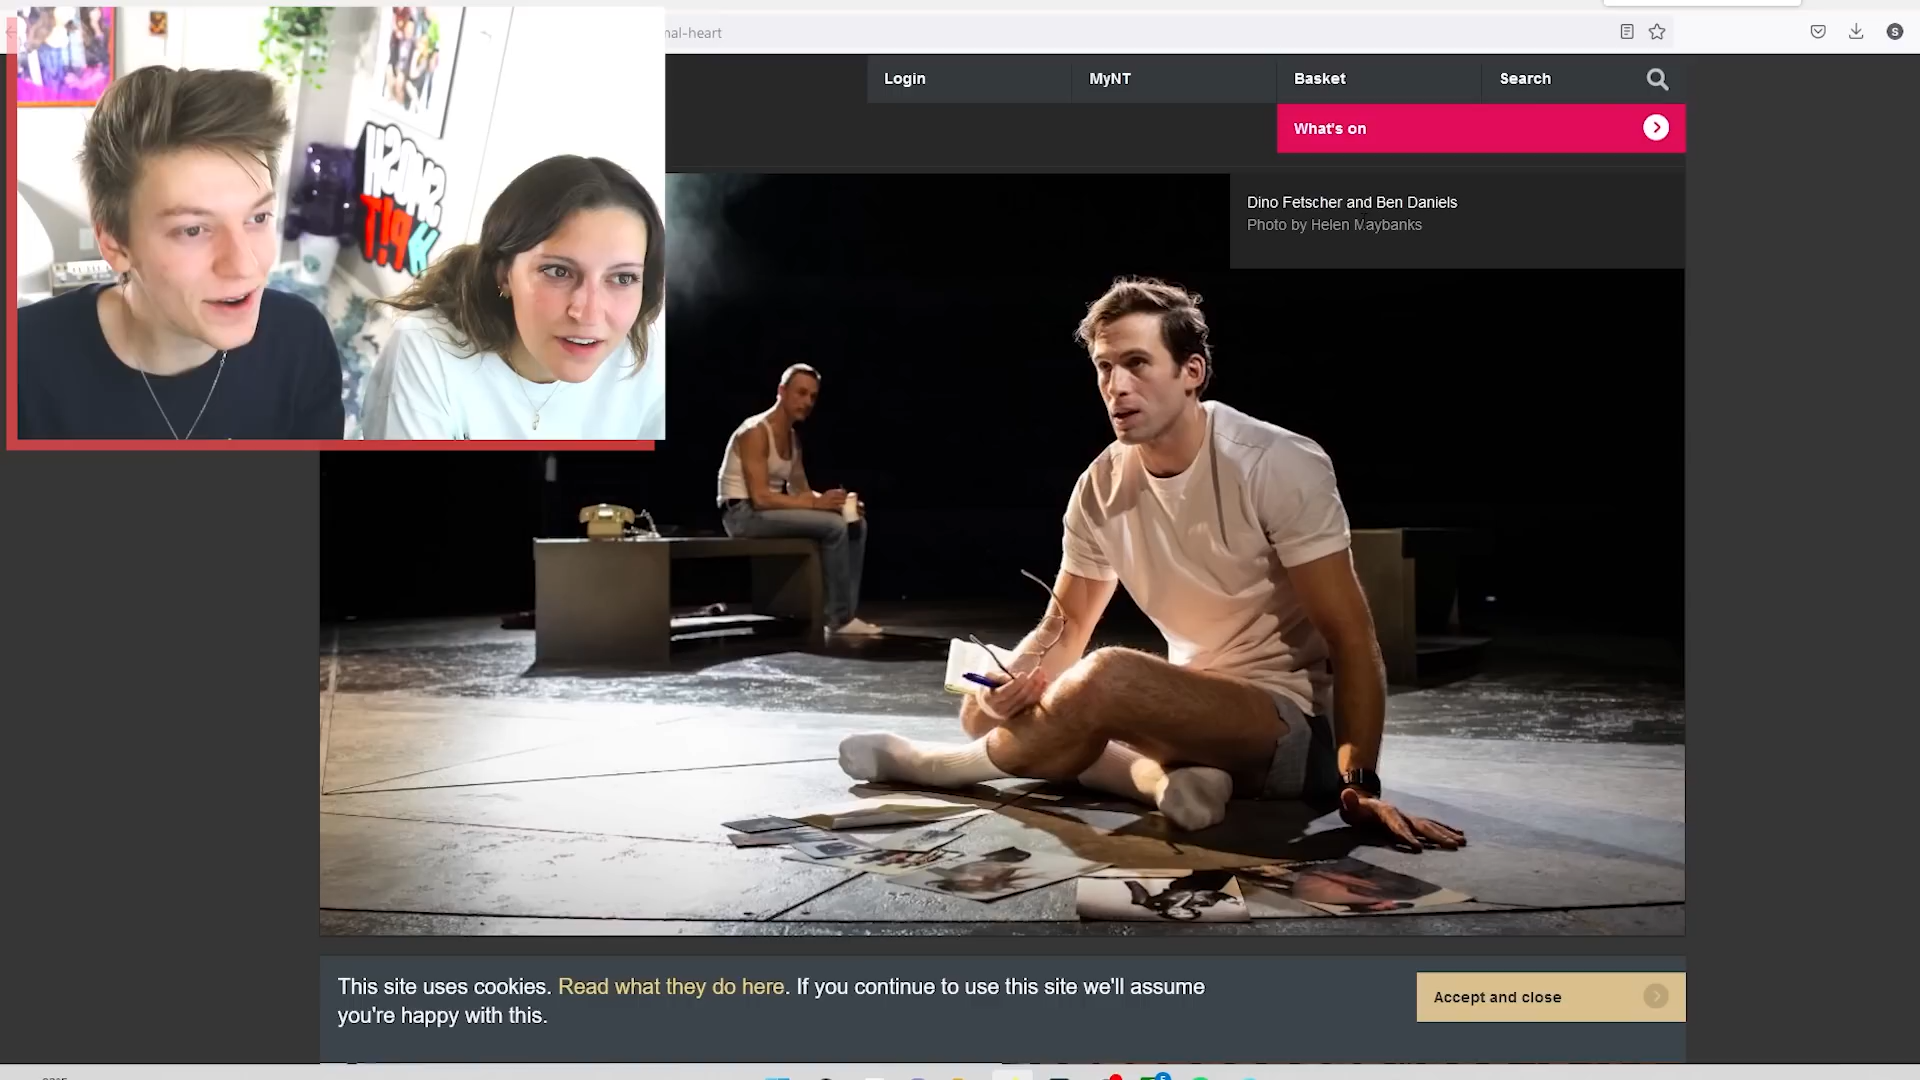 nal-heart
Login
MyNT
Basket
Search
What's on
Dino Fetscher and Ben Daniels
Photo by Helen Maybanks
This site uses cookies. Read what they do here. If you continue to use this site we'll assume
you're happy with this.
Accept and close
S